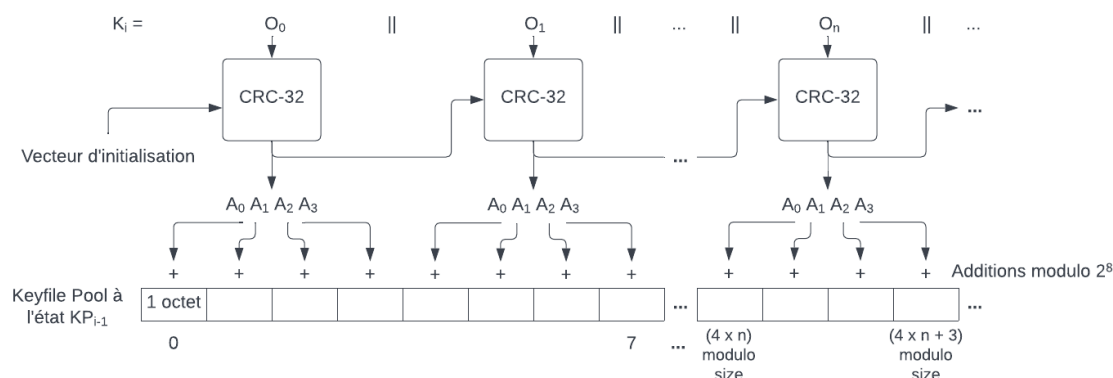 Kᵢ = O₀ || O₁ || ... || Oₙ || ...
CRC-32 CRC-32 CRC-32
...
Vecteur d'initialisation
...
A₀ A₁ A₂ A₃ A₀ A₁ A₂ A₃ A₀ A₁ A₂ A₃
+ + + + + + + + + + + + Additions modulo 2⁸
Keyfile Pool à
l'état KPᵢ₋₁
1 octet ... ...
0 7 ...
(4 x n)
modulo
size
(4 x n + 3)
modulo
size